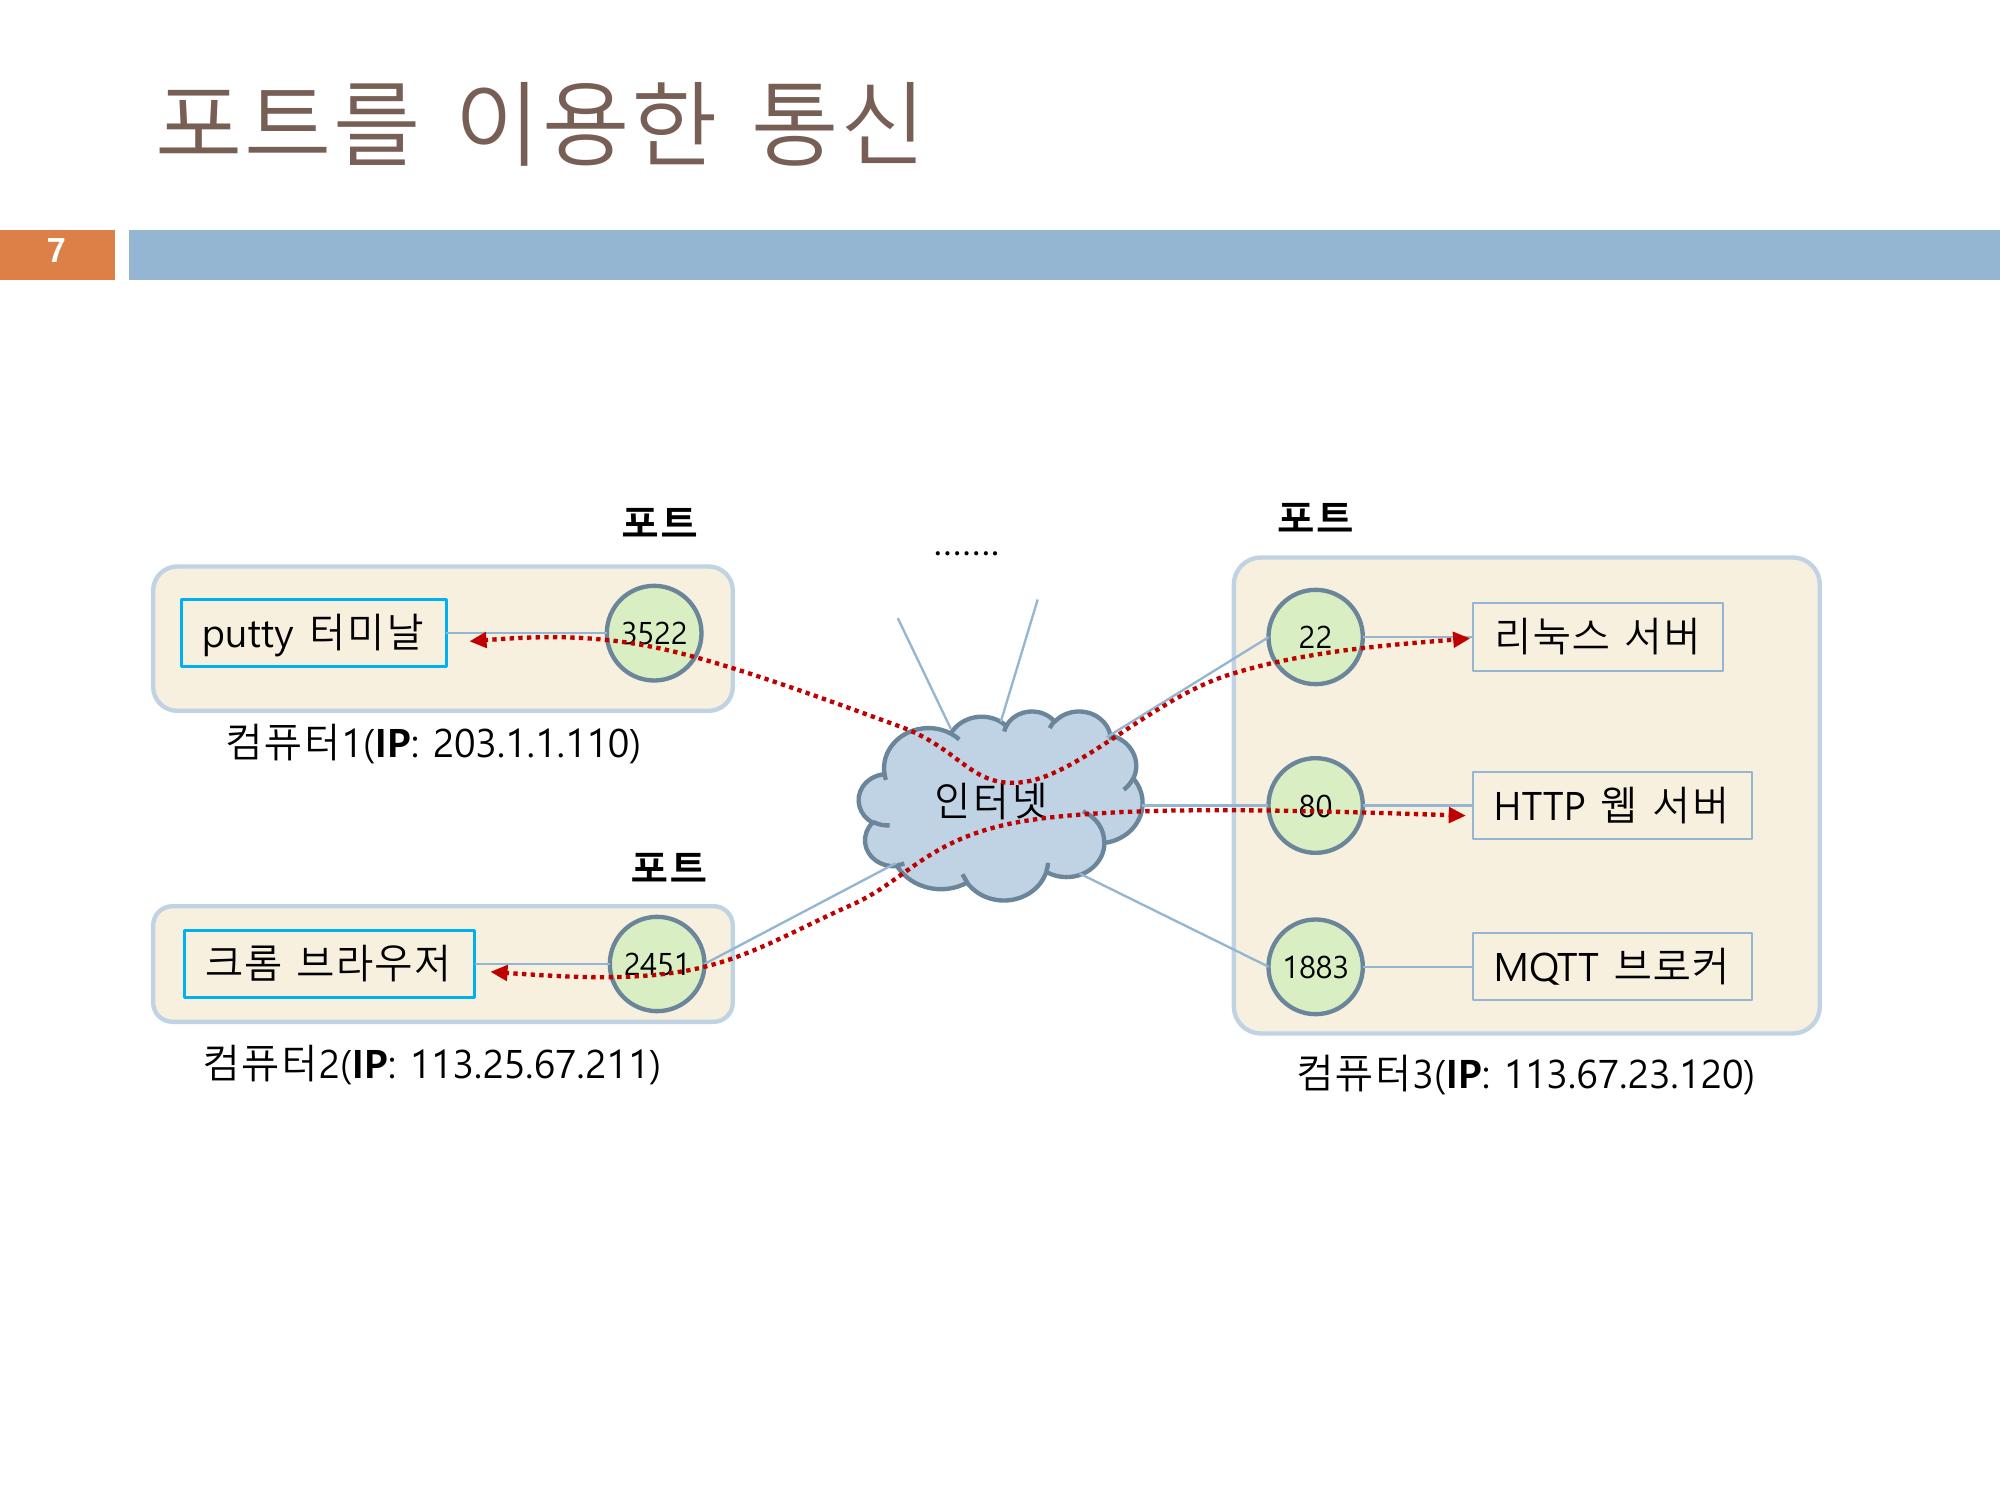 포트를 이용한 통신
7
포트
putty 터미날
3522
컴퓨터1(IP: 203.1.1.110)
포트
크롬 브라우저
2451
컴퓨터2(IP: 113.25.67.211)
.......
인터넷
포트
22
리눅스 서버
80
HTTP 웹 서버
1883
MQTT 브로커
컴퓨터3(IP: 113.67.23.120)